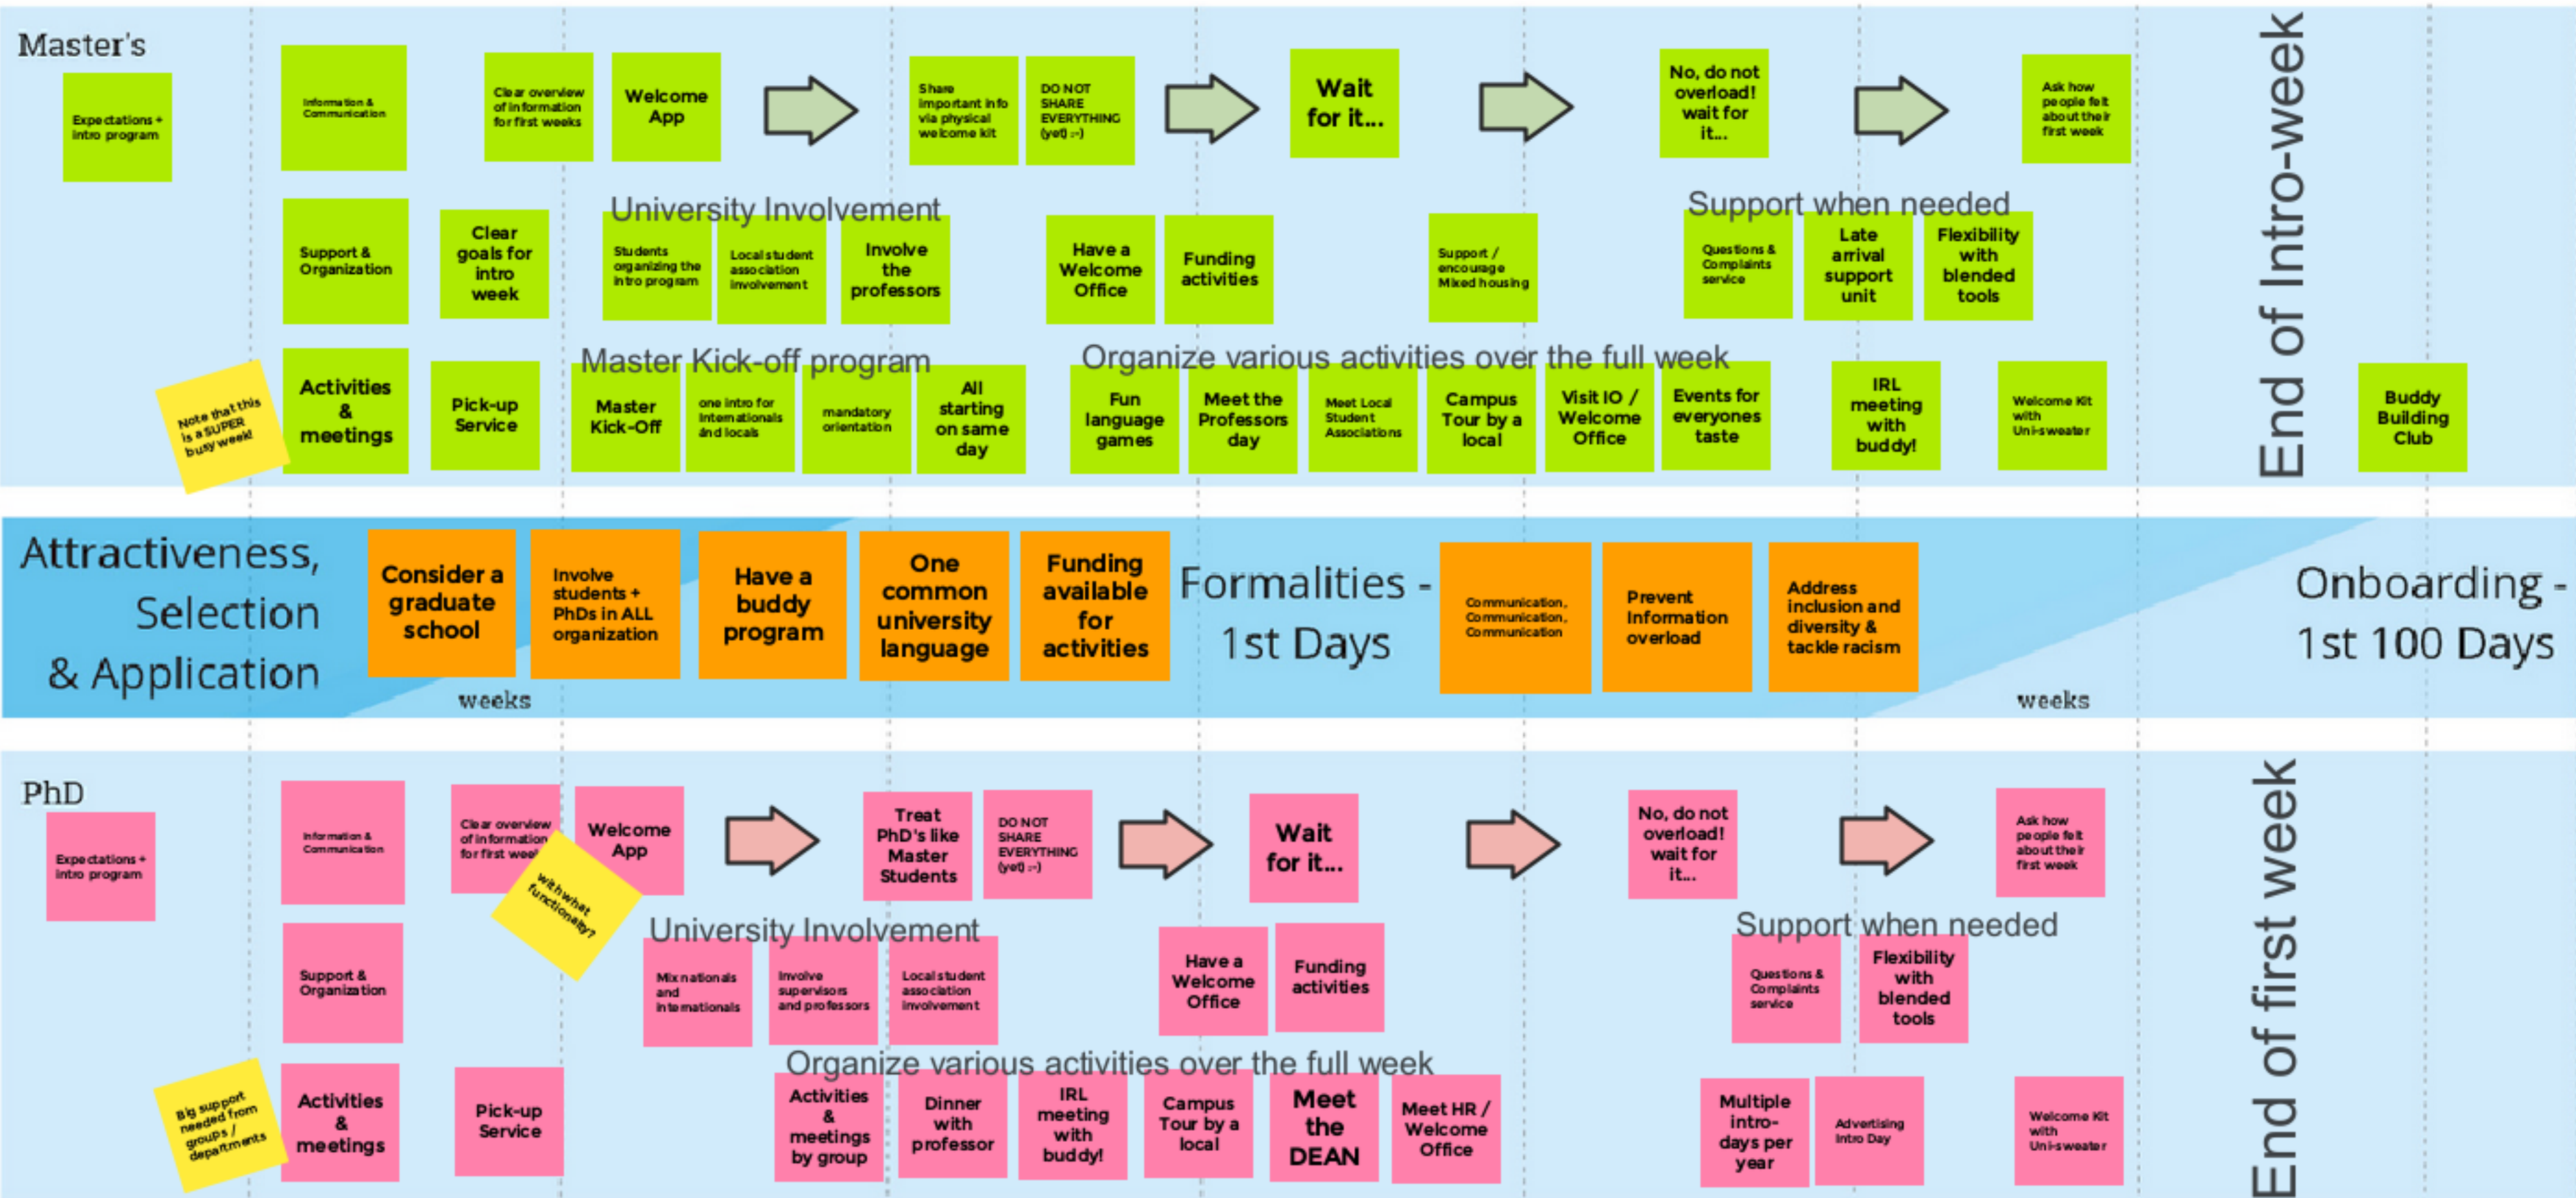 Master's
Expectations +
intro program
Information &
Communication
Clear overview
of information
for first weeks
Welcome
App
Share
important info
via physical
welcome kit
DO NOT
SHARE
EVERYTHING
(yet) :-)
Wait
for it...
No, do not
overload!
wait for
it...
Ask how
people felt
about their
first week
Support &
Organization
Clear
goals for
intro
week
University Involvement
Students
organizing the
intro program
Local student
association
involvement
Involve
the
professors
Have a
Welcome
Office
Funding
activities
Support /
encourage
Mixed housing
Support when needed
Questions &
Complaints
service
Late
arrival
support
unit
Flexibility
with
blended
tools
Note that this
is a SUPER
busy week!
Activities
&
meetings
Pick-up
Service
Master Kick-off program
Master
Kick-Off
one intro for
Internationals
and locals
mandatory
orientation
All
starting
on same
day
Organize various activities over the full week
Fun
language
games
Meet the
Professors
day
Meet Local
Student
Associations
Campus
Tour by a
local
Visit IO /
Welcome
Office
Events for
everyones
taste
IRL
meeting
with
buddy!
Welcome Kit
with
Uni-sweater
End of Intro-week
Buddy
Building
Club
Attractiveness,
Selection
& Application
Consider a
graduate
school
Involve
students +
PhDs in ALL
organization
Have a
buddy
program
One
common
university
language
Funding
available
for
activities
weeks
Formalities -
1st Days
Communication,
Communication,
Communication
Prevent
Information
overload
Address
inclusion and
diversity &
tackle racism
weeks
Onboarding -
1st 100 Days
PhD
Expectations +
intro program
Information &
Communication
Clear overview
of information
for first
Welcome
App
with what
functionality?
Treat
PhD's like
Master
Students
DO NOT
SHARE
EVERYTHING
(yet) :-)
Wait
for it...
No, do not
overload!
wait for
it...
Ask how
people felt
about their
first week
Support &
Organization
University Involvement
Mix nationals
and
internationals
Involve
supervisors
and professors
Local student
association
involvement
Have a
Welcome
Office
Funding
activities
Support when needed
Questions &
Complaints
service
Flexibility
with
blended
tools
Big support
needed from
groups /
departments
Activities
&
meetings
Pick-up
Service
Organize various activities over the full week
Activities
&
meetings
by group
Dinner
with
professor
IRL
meeting
with
buddy!
Campus
Tour by a
local
Meet
the
DEAN
Meet HR /
Welcome
Office
Multiple
intro-
days per
year
Advertising
Intro Day
Welcome Kit
with
Uni-sweater
End of first week